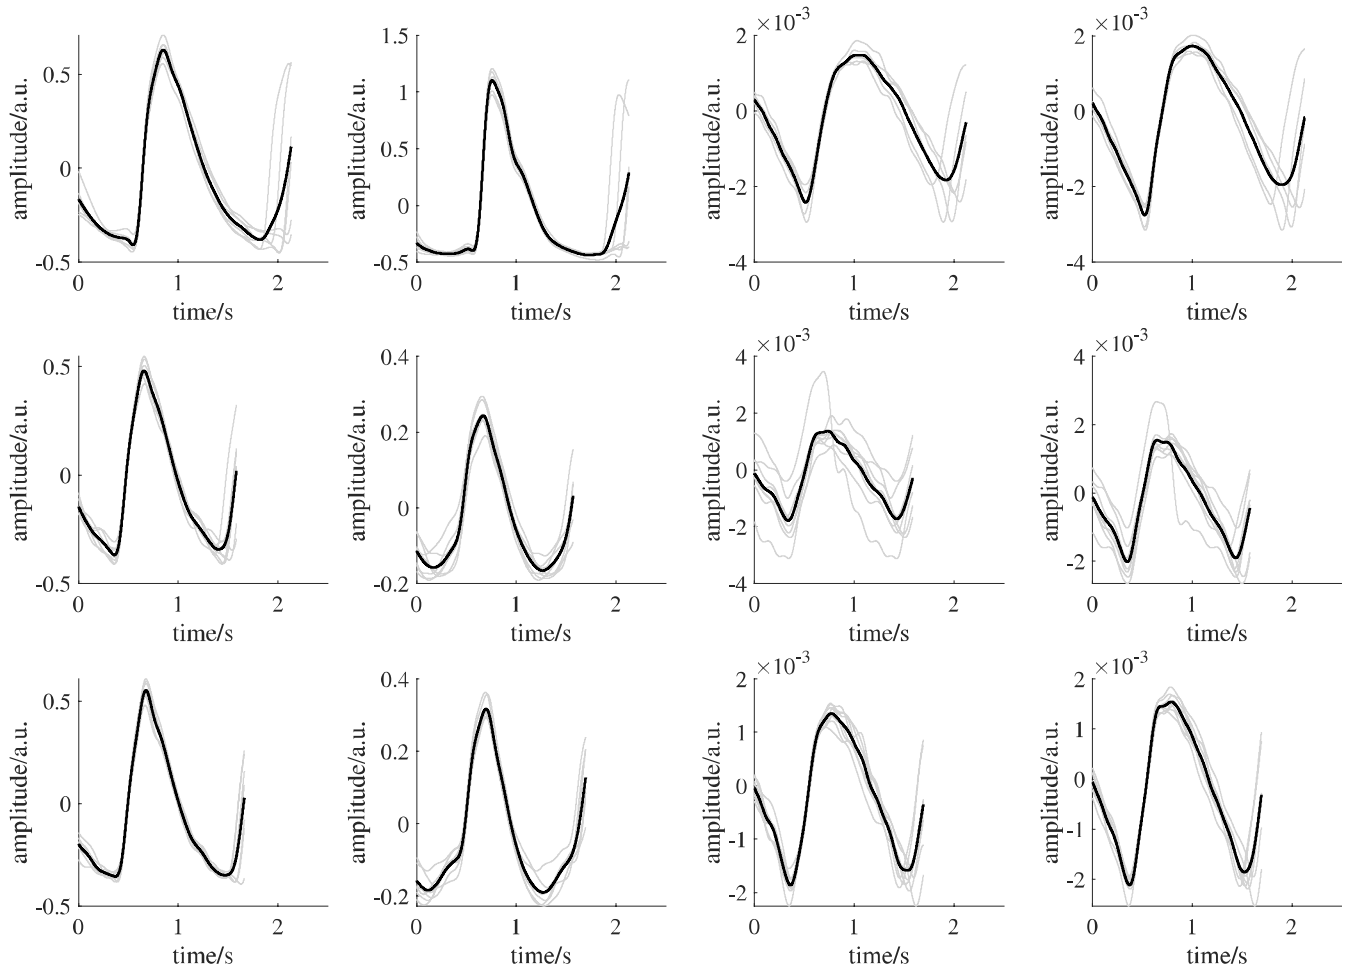 ×10⁻³ ×10⁻³
0.5 0 -0.5 amplitude/a.u. 0 1 2 time/s
1.5 1 0.5 0 -0.5 amplitude/a.u. 0 1 2 time/s
2 0 -2 -4 amplitude/a.u. 0 1 2 time/s
2 0 -2 -4 amplitude/a.u. 0 1 2 time/s
×10⁻³ ×10⁻³
0.5 0 -0.5 amplitude/a.u. 0 1 2 time/s
0.4 0.2 0 -0.2 amplitude/a.u. 0 1 2 time/s
4 2 0 -2 -4 amplitude/a.u. 0 1 2 time/s
4 2 0 -2 amplitude/a.u. 0 1 2 time/s
×10⁻³ ×10⁻³
0.5 0 -0.5 amplitude/a.u. 0 1 2 time/s
0.4 0.2 0 -0.2 amplitude/a.u. 0 1 2 time/s
2 1 0 -1 -2 amplitude/a.u. 0 1 2 time/s
2 1 0 -1 -2 amplitude/a.u. 0 1 2 time/s